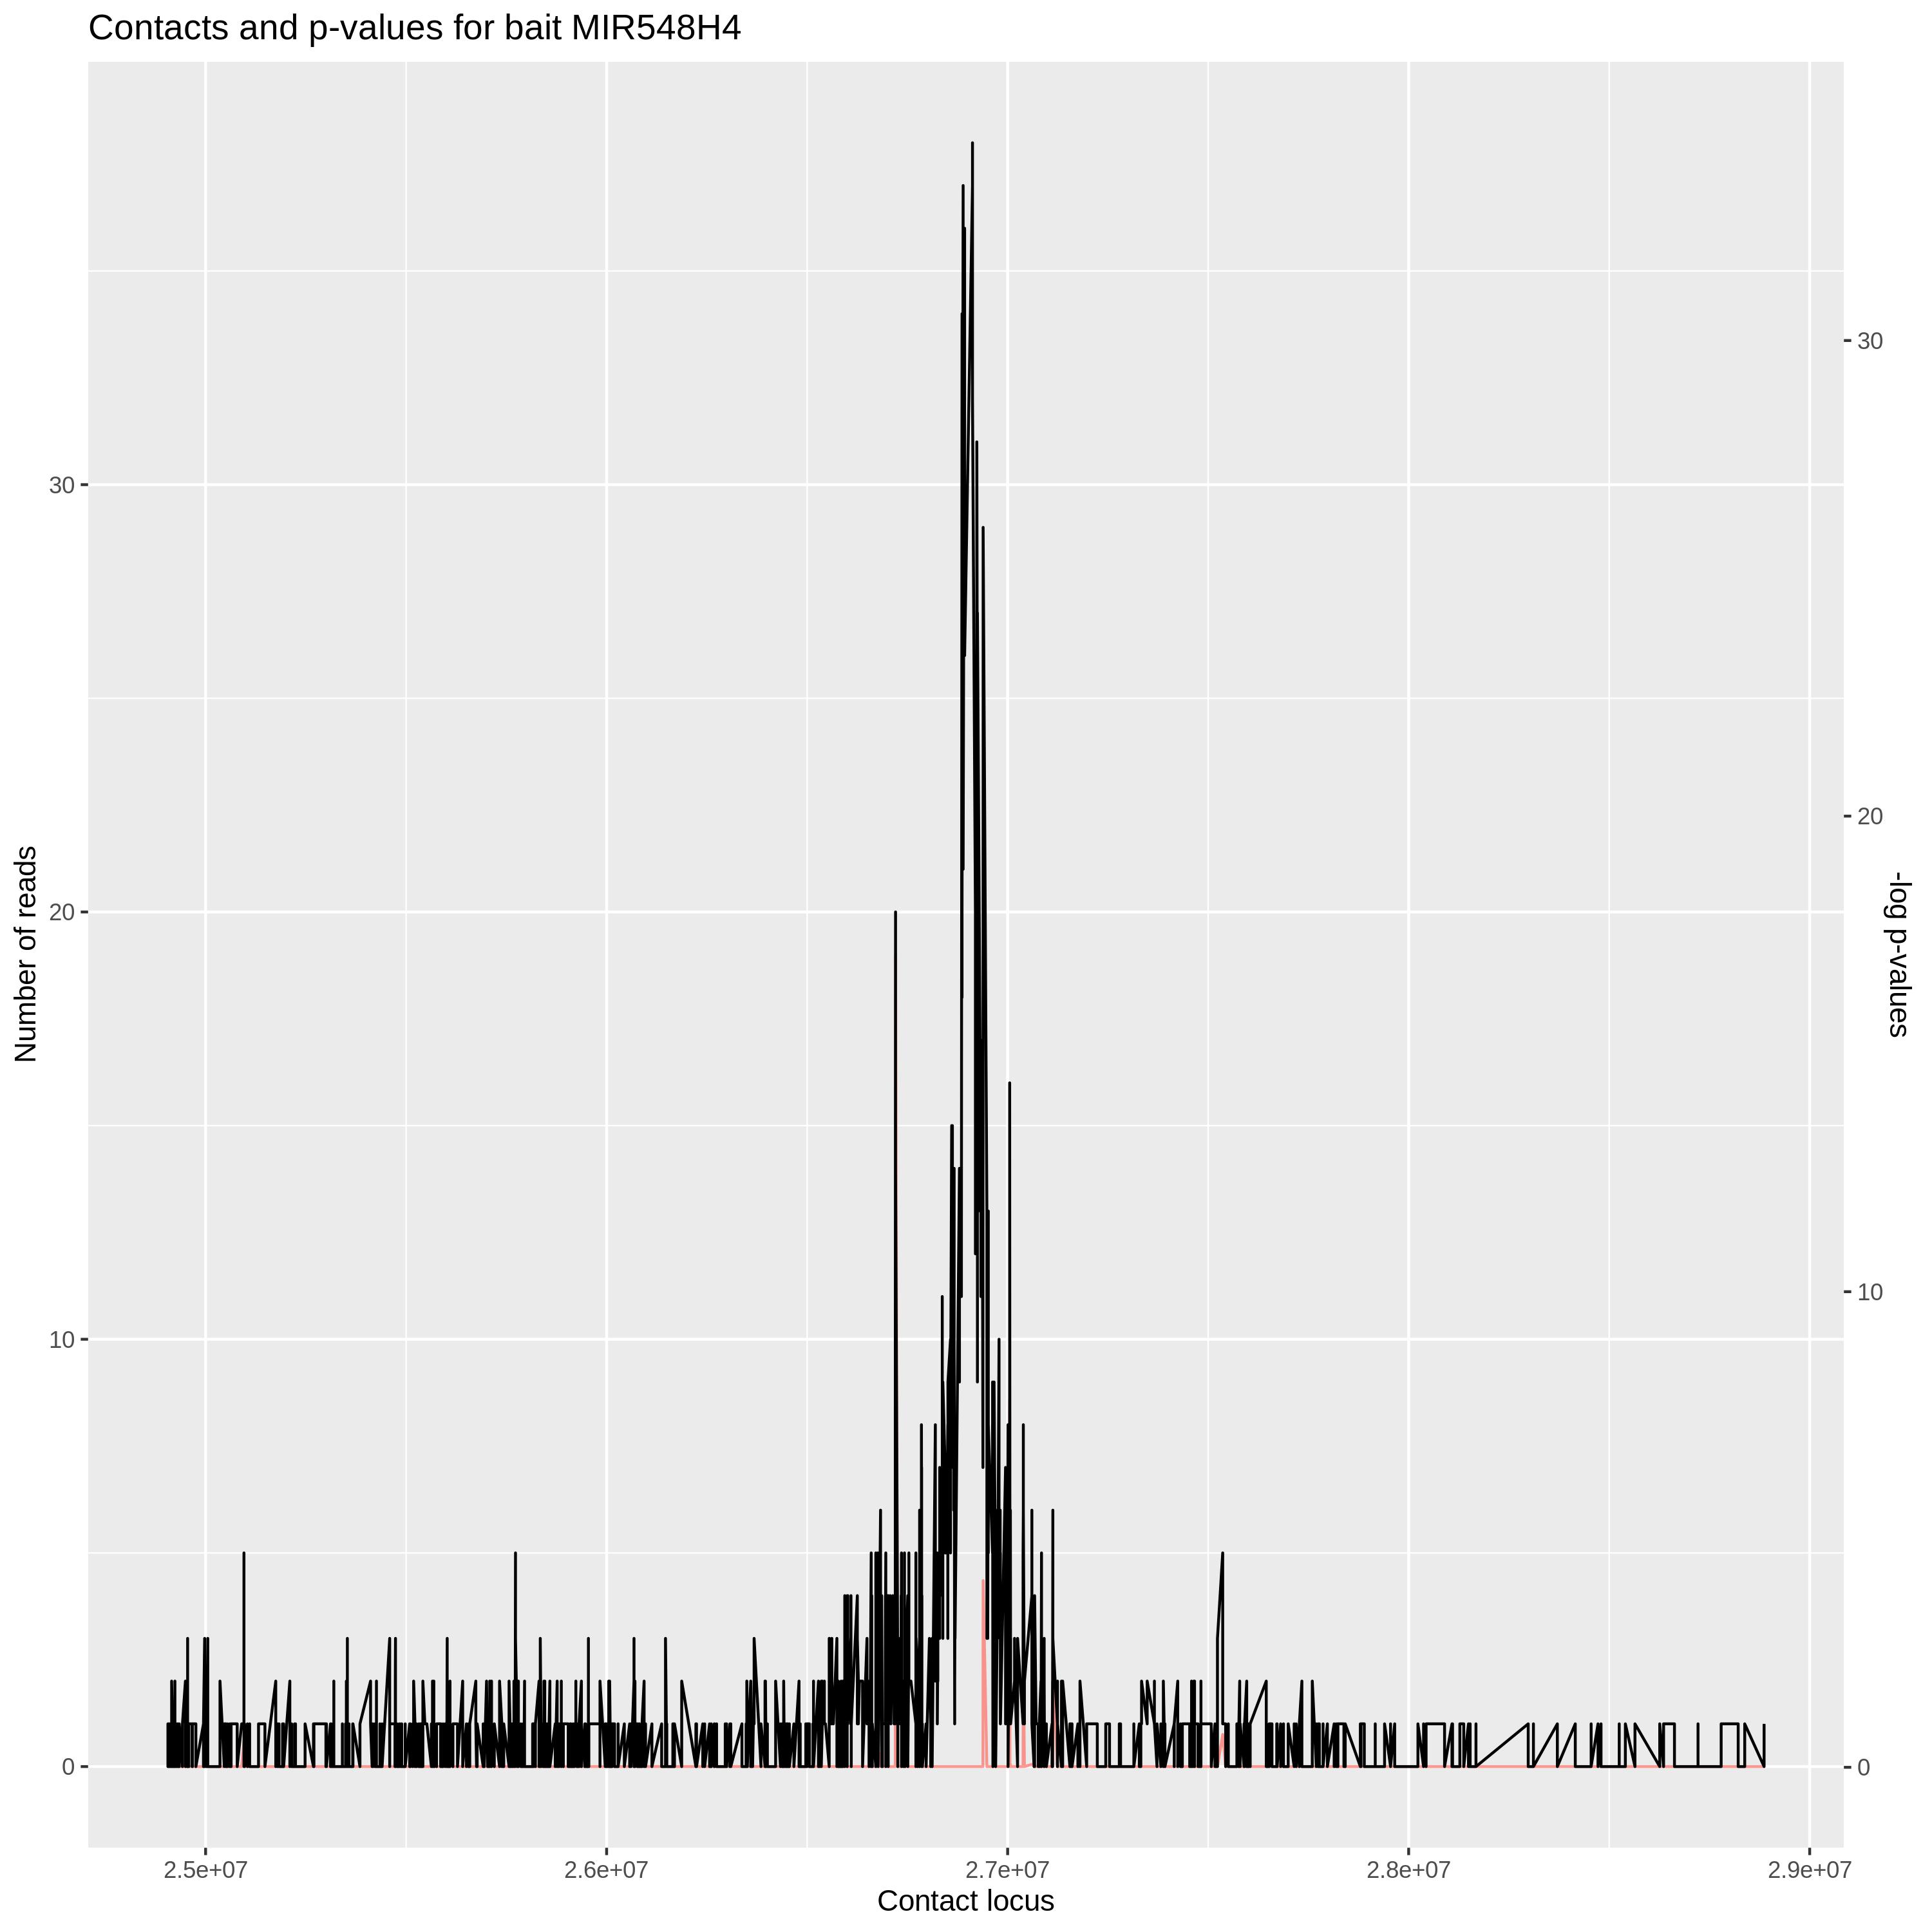 Contacts and p-values for bait MIR548H4
Number of reads
30
20
10
0
30
20
10
0
-log p-values
2.5e+07
2.6e+07
2.7e+07
2.8e+07
2.9e+07
Contact locus